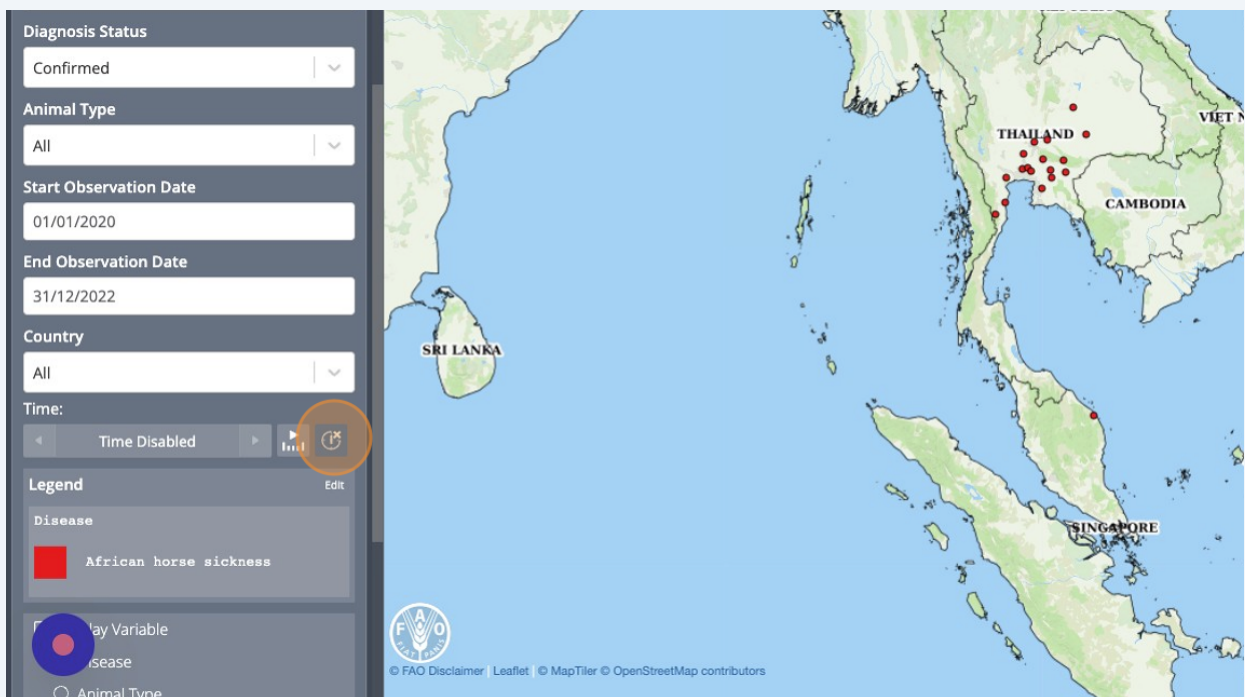 Diagnosis Status
Confirmed
Animal Type
All
Start Observation Date
01/01/2020
End Observation Date
31/12/2022
Country
All
Time:
Time Disabled
Legend Edit
Disease
African horse sickness
lay Variable
isease
Animal Type
THAILAND
VIET N
CAMBODIA
SRI LANKA
SINGAPORE
F A O
FIAT PANIS
© FAO Disclaimer | Leaflet | © MapTiler © OpenStreetMap contributors